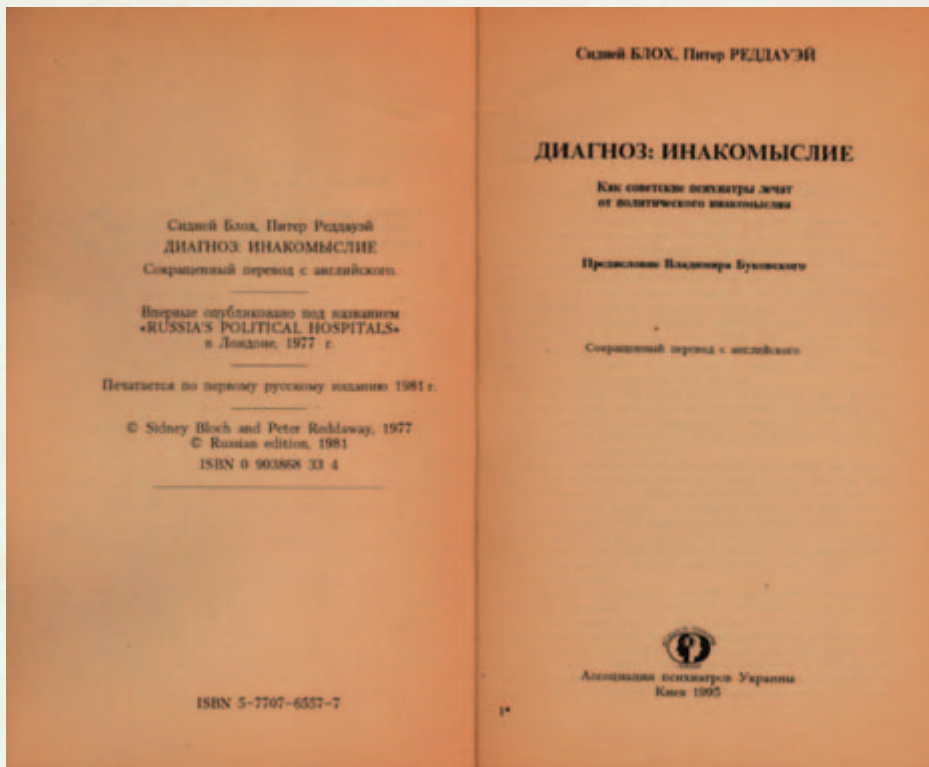 Сидней Блох, Питер Реддауэй
ДИАГНОЗ: ИНАКОМЫСЛИЕ
Сокращенный перевод с английского.
Впервые опубликовано под названием
«RUSSIA'S POLITICAL HOSPITALS»
в Лондоне, 1977 г.
Печатается по первому русскому изданию 1981 г.
© Sidney Bloch and Peter Reddaway, 1977
© Russian edition, 1981
ISBN 0 903868 33 4
ISBN 5-7707-6557-7
Сидней БЛОХ, Питер РЕДДАУЭЙ
ДИАГНОЗ: ИНАКОМЫСЛИЕ
Как советские психиатры лечат
от политического инакомыслия
Предисловие Владимира Буковского
Сокращенный перевод с английского
Ассоциация психиатров Украины
Киев 1995
1*